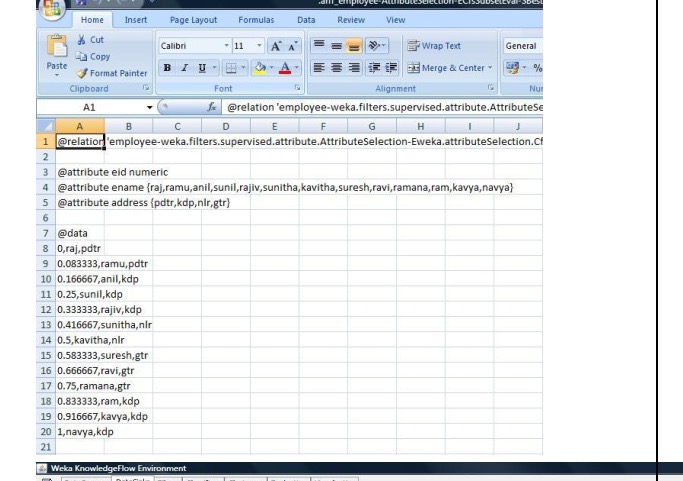 .arff_employee-AttributeSelection-ECfsSubsetEval-SBest
Home Insert Page Layout Formulas Data Review View
Cut
Copy
Paste
Format Painter
Clipboard
Calibri 11 A A
B I U A
Font
Wrap Text
Merge & Center
Alignment
General
%
A1 fx @relation 'employee-weka.filters.supervised.attribute.AttributeSe
A B C D E F G H I J
1 @relation 'employee-weka.filters.supervised.attribute.AttributeSelection-Eweka.attributeSelection.Cf
2
3 @attribute eid numeric
4 @attribute ename {raj,ramu,anil,sunil,rajiv,sunitha,kavitha,suresh,ravi,ramana,ram,kavya,navya}
5 @attribute address {pdtr,kdp,nlr,gtr}
6
7 @data
8 0,raj,pdtr
9 0.083333,ramu,pdtr
10 0.166667,anil,kdp
11 0.25,sunil,kdp
12 0.333333,rajiv,kdp
13 0.416667,sunitha,nlr
14 0.5,kavitha,nlr
15 0.583333,suresh,gtr
16 0.666667,ravi,gtr
17 0.75,ramana,gtr
18 0.833333,ram,kdp
19 0.916667,kavya,kdp
20 1,navya,kdp
21
Weka KnowledgeFlow Environment